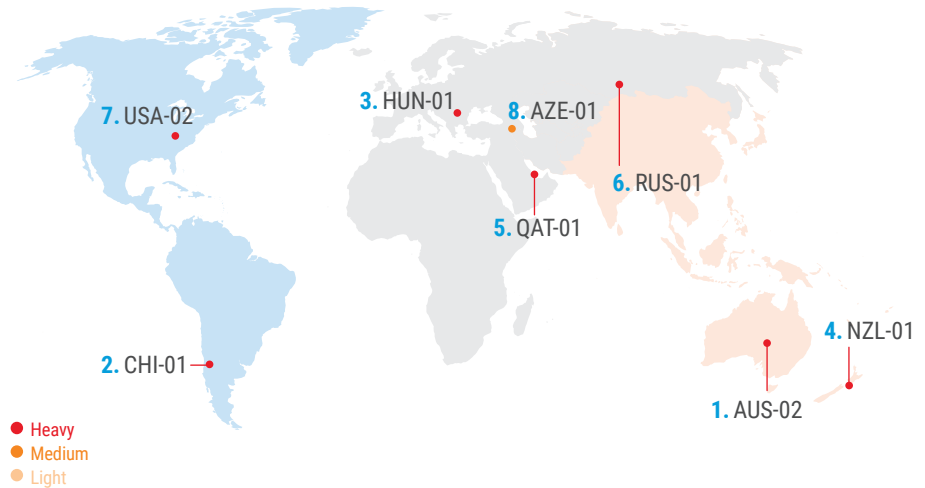 3. HUN-01
8. AZE-01
7. USA-02
6. RUS-01
5. QAT-01
4. NZL-01
2. CHI-01
1. AUS-02
Heavy
Medium
Light